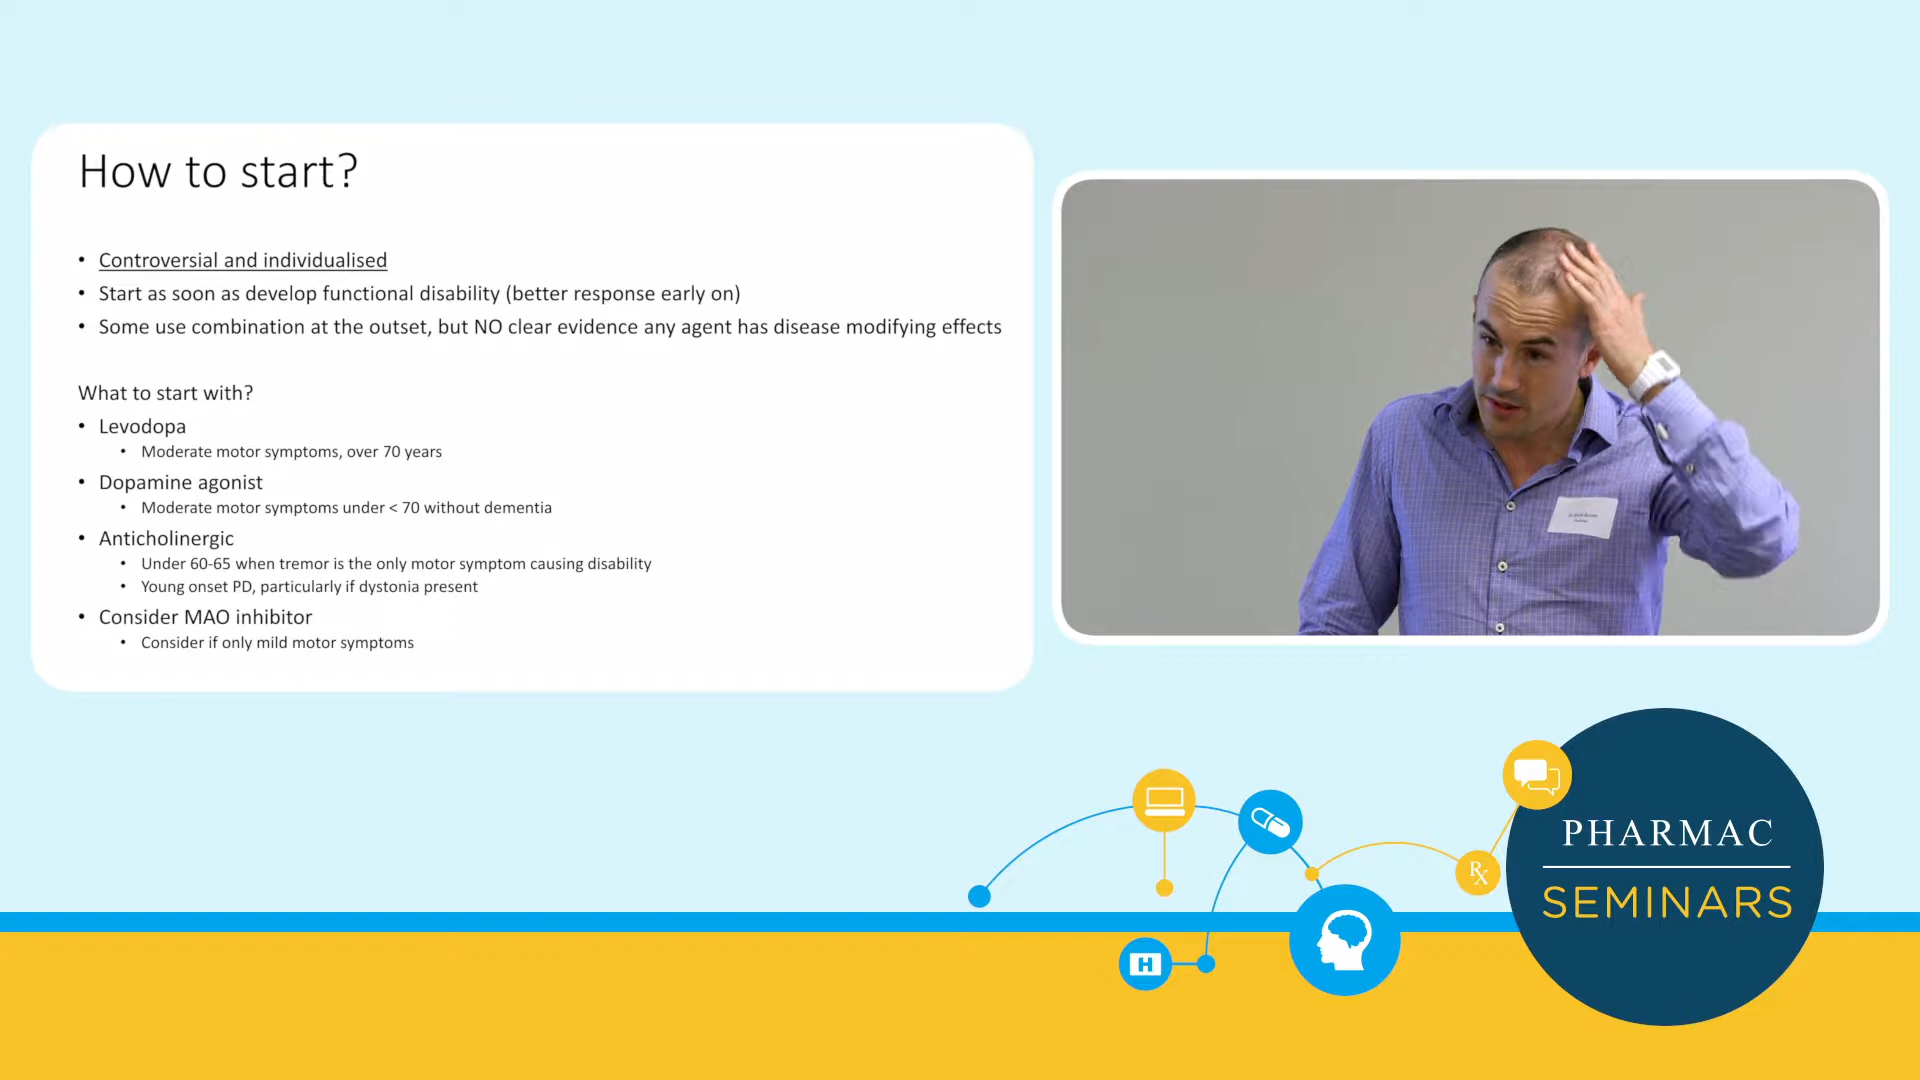 How to start?
• Controversial and individualised
• Start as soon as develop functional disability (better response early on)
• Some use combination at the outset, but NO clear evidence any agent has disease modifying effects
What to start with?
• Levodopa
• Moderate motor symptoms, over 70 years
• Dopamine agonist
• Moderate motor symptoms under < 70 without dementia
• Anticholinergic
• Under 60-65 when tremor is the only motor symptom causing disability
• Young onset PD, particularly if dystonia present
• Consider MAO inhibitor
• Consider if only mild motor symptoms
PHARMAC
SEMINARS
Rx
H